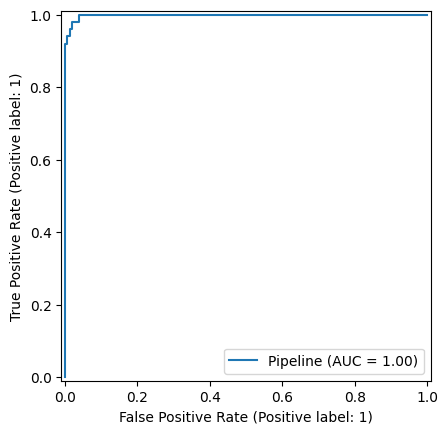 1.0
0.8
0.6
0.4
0.2
0.0
True Positive Rate (Positive label: 1)
Pipeline (AUC = 1.00)
0.0 0.2 0.4 0.6 0.8 1.0
False Positive Rate (Positive label: 1)